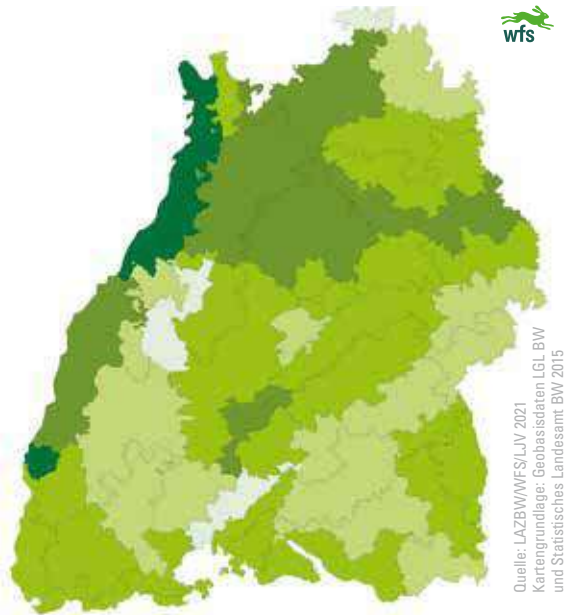 wfs
Quelle: LAZBW/WFS/LJV 2021
Kartengrundlage: Geobasisdaten LGL BW
und Statistisches Landesamt BW 2015